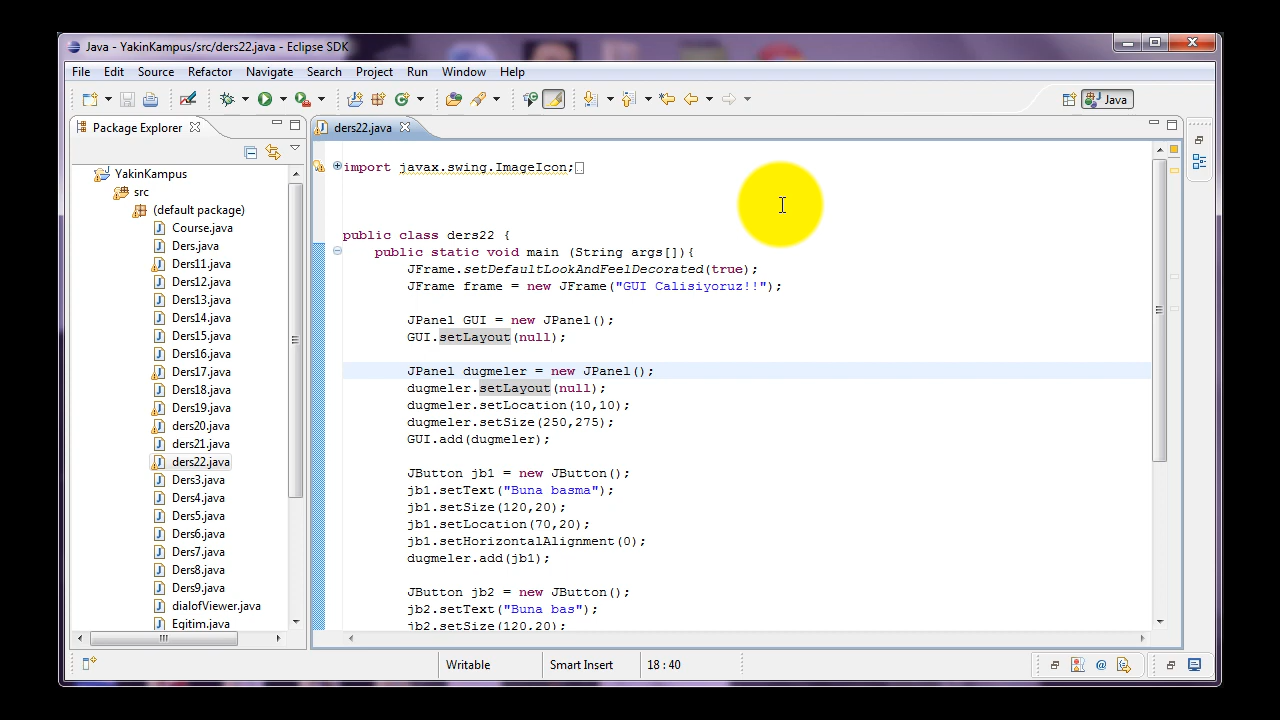 Java - YakinKampus/src/ders22.java - Eclipse SDK
File Edit Source Refactor Navigate Search Project Run Window Help
Java
Package Explorer
ders22.java
YakinKampus
src
(default package)
Course.java
Ders.java
Ders11.java
Ders12.java
Ders13.java
Ders14.java
Ders15.java
Ders16.java
Ders17.java
Ders18.java
Ders19.java
ders20.java
ders21.java
ders22.java
Ders3.java
Ders4.java
Ders5.java
Ders6.java
Ders7.java
Ders8.java
Ders9.java
dialofViewer.java
Egitim.java
import javax.swing.ImageIcon;
public class ders22 {
public static void main (String args[]){
JFrame.setDefaultLookAndFeelDecorated(true);
JFrame frame = new JFrame("GUI Calisiyoruz!!");
JPanel GUI = new JPanel();
GUI.setLayout(null);
JPanel dugmeler = new JPanel();
dugmeler.setLayout(null);
dugmeler.setLocation(10,10);
dugmeler.setSize(250,275);
GUI.add(dugmeler);
JButton jb1 = new JButton();
jb1.setText("Buna basma");
jb1.setSize(120,20);
jb1.setLocation(70,20);
jb1.setHorizontalAlignment(0);
dugmeler.add(jb1);
JButton jb2 = new JButton();
jb2.setText("Buna bas");
jb2.setSize(120,20);
Writable Smart Insert 18 : 40